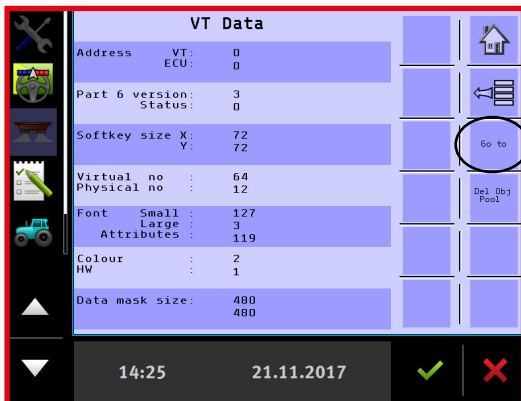 VT Data
Address VT: 0
ECU: 0
Part 6 version: 3
Status: 0
Softkey size X: 72
Y: 72
Virtual no : 64
Physical no : 12
Font Small : 127
Large : 3
Attributes : 119
Colour : 2
HW : 1
Data mask size: 480
480
Go to
Del Obj
Pool
14:25 21.11.2017